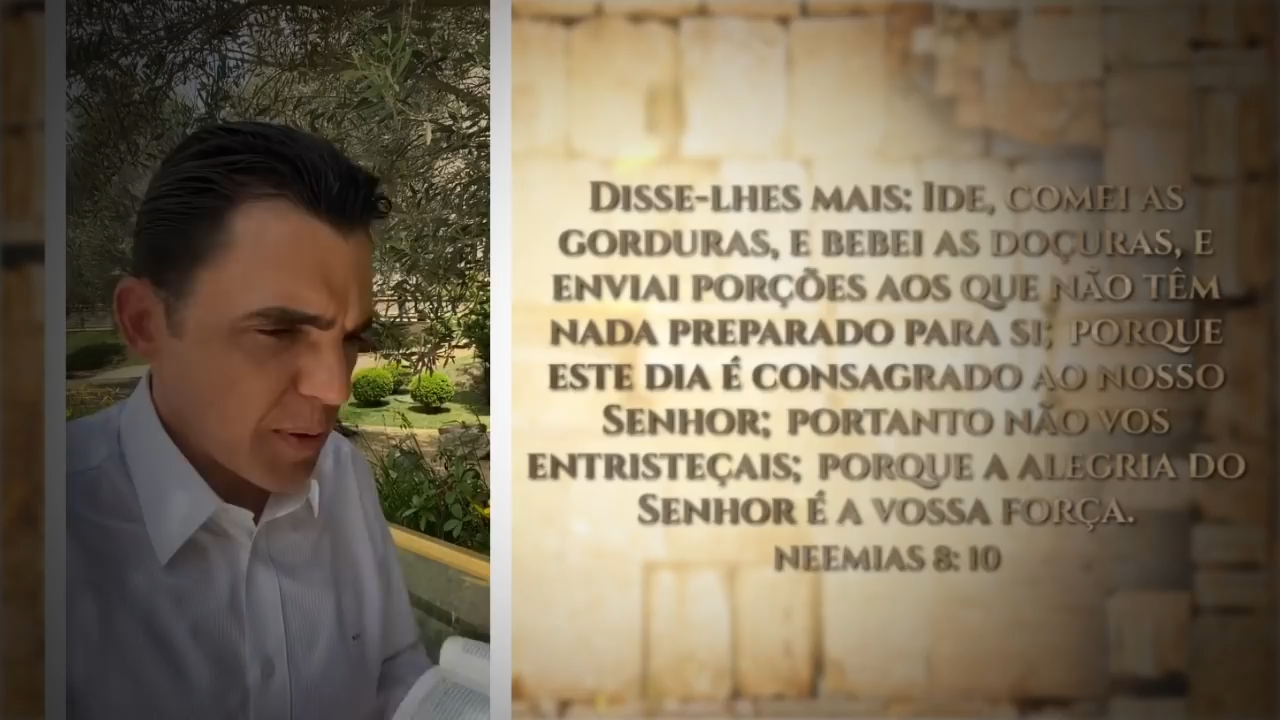 Disse-lhes mais: Ide, comei as
gorduras, e bebei as doçuras, e
enviai porções aos que não têm
nada preparado para si; porque
este dia é consagrado ao nosso
Senhor; portanto não vos
entristeçais; porque a alegria do
Senhor é a vossa força.
Neemias 8: 10